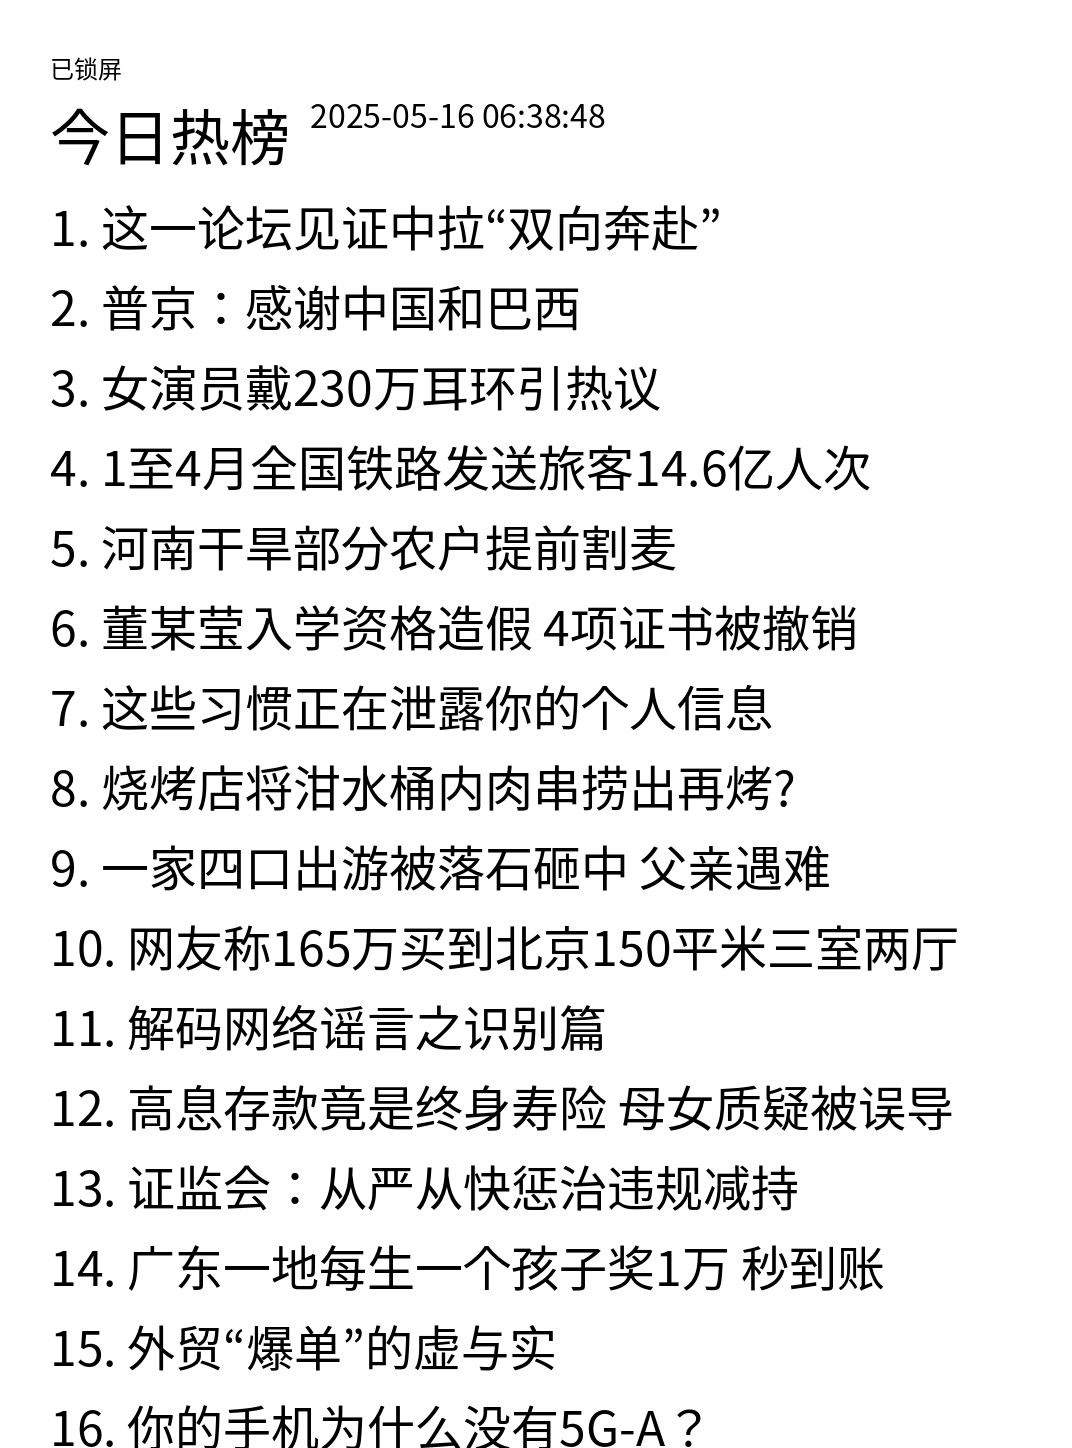 已锁屏
今日热榜 2025-05-16 06:38:48
1. 这一论坛见证中拉“双向奔赴”
2. 普京：感谢中国和巴西
3. 女演员戴230万耳环引热议
4. 1至4月全国铁路发送旅客14.6亿人次
5. 河南干旱部分农户提前割麦
6. 董某莹入学资格造假 4项证书被撤销
7. 这些习惯正在泄露你的个人信息
8. 烧烤店将泔水桶内肉串捞出再烤?
9. 一家四口出游被落石砸中 父亲遇难
10. 网友称165万买到北京150平米三室两厅
11. 解码网络谣言之识别篇
12. 高息存款竟是终身寿险 母女质疑被误导
13. 证监会：从严从快惩治违规减持
14. 广东一地每生一个孩子奖1万 秒到账
15. 外贸“爆单”的虚与实
16. 你的手机为什么没有5G-A？